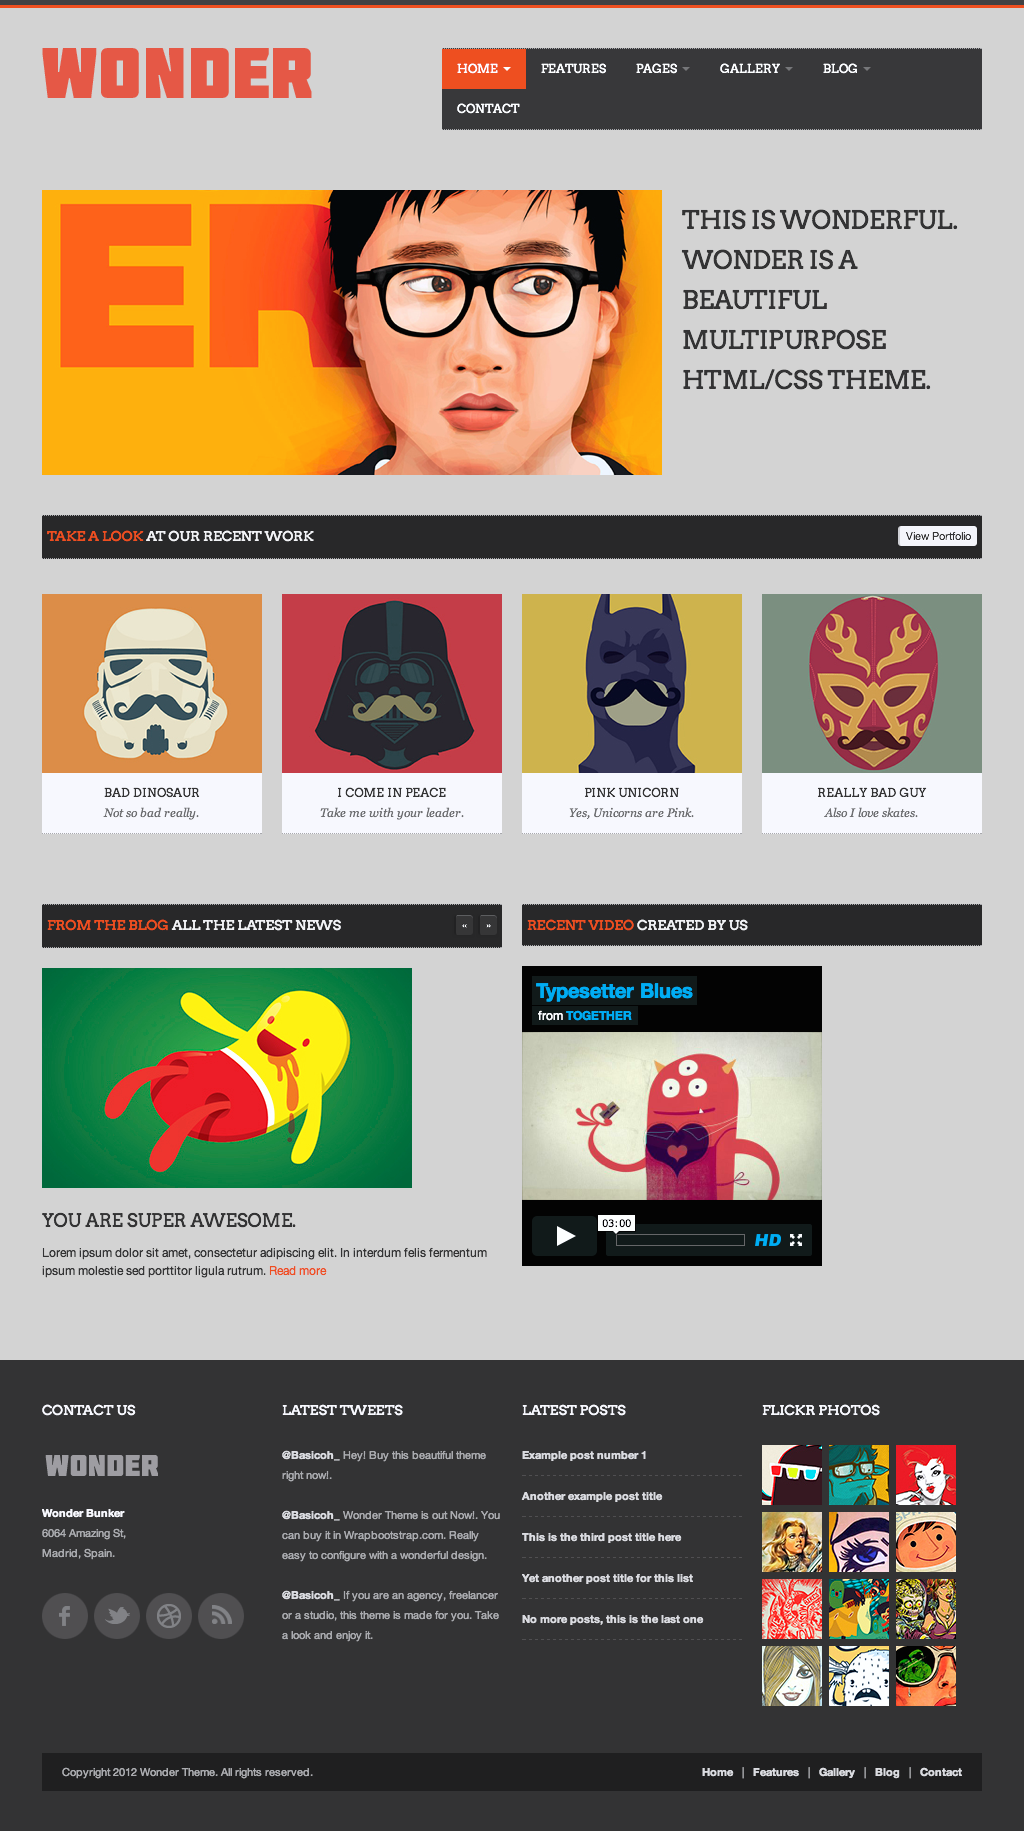 WONDER
HOME FEATURES PAGES GALLERY BLOG
CONTACT
ER
THIS IS WONDERFUL.
WONDER IS A
BEAUTIFUL
MULTIPURPOSE
HTML/CSS THEME.
TAKE A LOOK AT OUR RECENT WORK
View Portfolio
BAD DINOSAUR
Not so bad really.
I COME IN PEACE
Take me with your leader.
PINK UNICORN
Yes, Unicorns are Pink.
REALLY BAD GUY
Also I love skates.
FROM THE BLOG ALL THE LATEST NEWS
« »
YOU ARE SUPER AWESOME.
Lorem ipsum dolor sit amet, consectetur adipiscing elit. In interdum felis fermentum
ipsum molestie sed porttitor ligula rutrum. Read more
RECENT VIDEO CREATED BY US
Typesetter Blues
from TOGETHER
03:00
HD
CONTACT US
WONDER
Wonder Bunker
6064 Amazing St,
Madrid, Spain.
LATEST TWEETS
@Basicoh_ Hey! Buy this beautiful theme
right now!.
@Basicoh_ Wonder Theme is out Now!. You
can buy it in Wrapbootstrap.com. Really
easy to configure with a wonderful design.
@Basicoh_ If you are an agency, freelancer
or a studio, this theme is made for you. Take
a look and enjoy it.
LATEST POSTS
Example post number 1
Another example post title
This is the third post title here
Yet another post title for this list
No more posts, this is the last one
FLICKR PHOTOS
Copyright 2012 Wonder Theme. All rights reserved.
Home | Features | Gallery | Blog | Contact